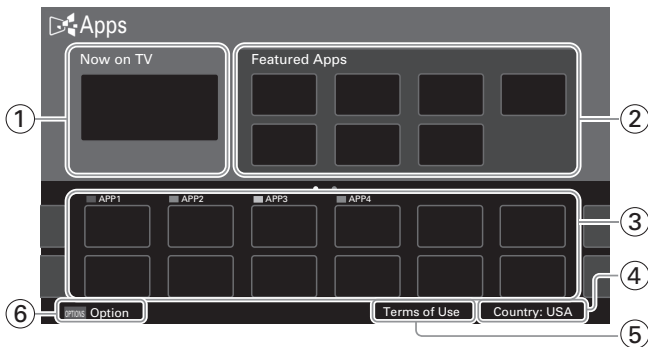 Apps
Now on TV
Featured Apps
1
2
APP1 APP2 APP3 APP4
3
4
6
OPTIONS Option
Terms of Use
Country: USA
5